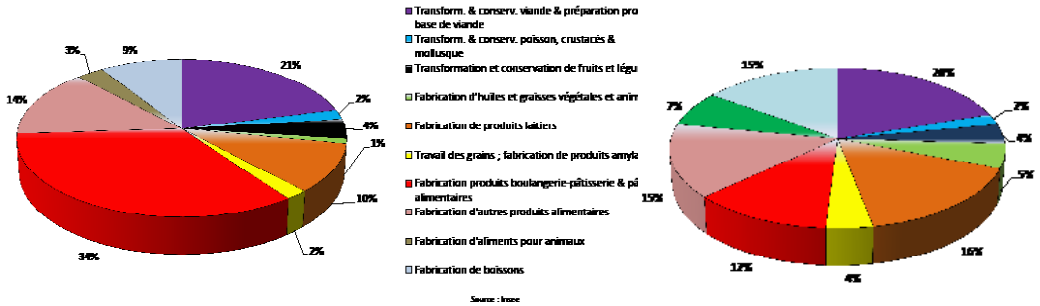 3%
9%
21%
2%
4%
1%
10%
2%
34%
14%
Transform. & conserv. viande & préparation pro
base de viande
Transform. & conserv. poisson, crustacés &
mollusque
Transformation et conservation de fruits et légu
Fabrication d'huiles et graisses végétales et anim
Fabrication de produits laitiers
Travail des grains ; fabrication de produits amyla
Fabrication produits boulangerie-pâtisserie & pâ
alimentaires
Fabrication d'autres produits alimentaires
Fabrication d'aliments pour animaux
Fabrication de boissons
Source : Insee
15%
20%
2%
4%
5%
16%
4%
12%
15%
7%